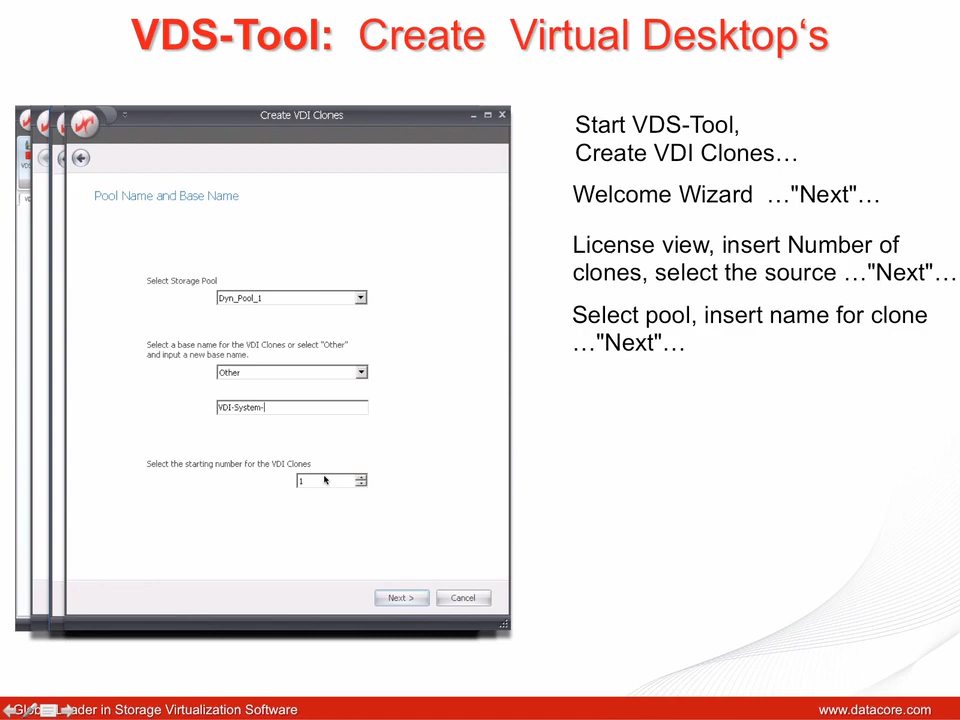 VDS-Tool: Create Virtual Desktop‘s
Create VDI Clones
Pool Name and Base Name
Select Storage Pool
Dyn_Pool_1
Select a base name for the VDI Clones or select "Other"
and input a new base name.
Other
VDI-System-
Select the starting number for the VDI Clones
1
Next >
Cancel
Start VDS-Tool,
Create VDI Clones…
Welcome Wizard …"Next"…
License view, insert Number of
clones, select the source …"Next"…
Select pool, insert name for clone
…"Next"…
Global Leader in Storage Virtualization Software
www.datacore.com